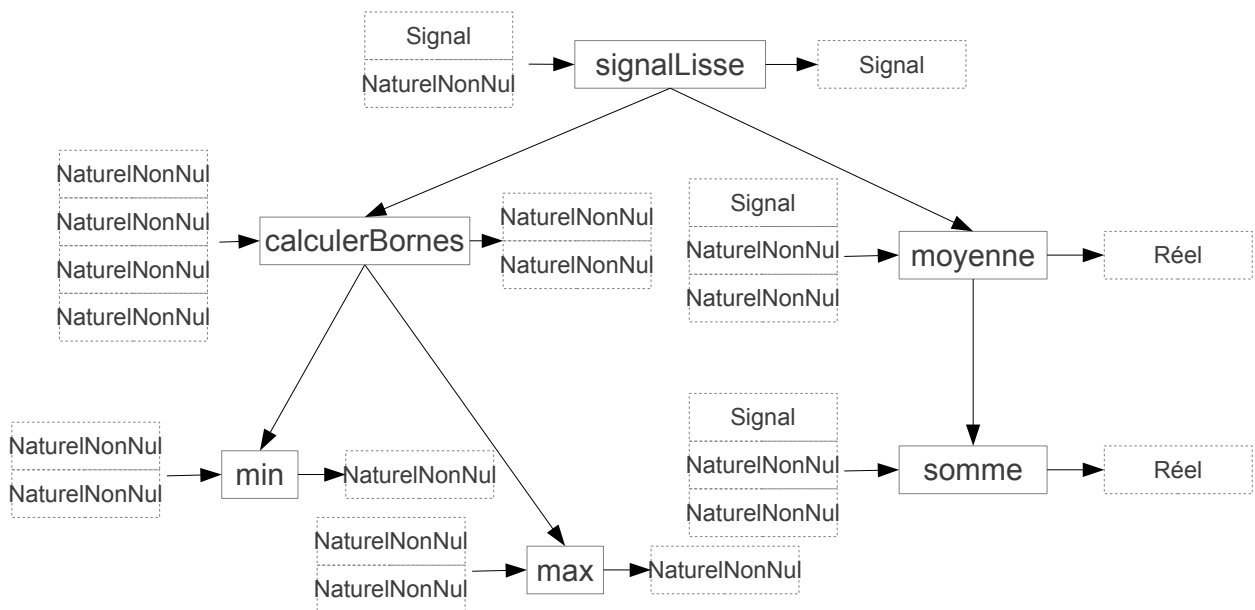 Signal
NaturelNonNul
signalLisse
Signal
NaturelNonNul
NaturelNonNul
NaturelNonNul
NaturelNonNul
calculerBornes
NaturelNonNul
NaturelNonNul
Signal
NaturelNonNul
NaturelNonNul
moyenne
Réel
NaturelNonNul
NaturelNonNul
min
NaturelNonNul
NaturelNonNul
NaturelNonNul
max
NaturelNonNul
Signal
NaturelNonNul
NaturelNonNul
somme
Réel